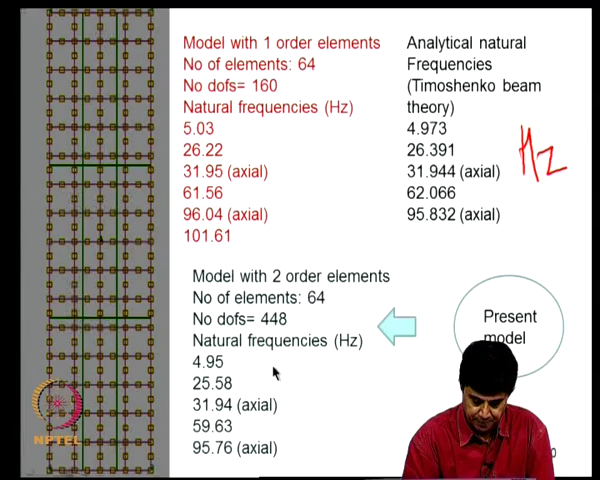 Model with 1 order elements
No of elements: 64
No dofs= 160
Natural frequencies (Hz)
5.03
26.22
31.95 (axial)
61.56
96.04 (axial)
101.61
Analytical natural
Frequencies
(Timoshenko beam
theory)
4.973
26.391
31.944 (axial)
62.066
95.832 (axial)
Hz
Model with 2 order elements
No of elements: 64
No dofs= 448
Natural frequencies (Hz)
4.95
25.58
31.94 (axial)
59.63
95.76 (axial)
Present
model
NPTEL